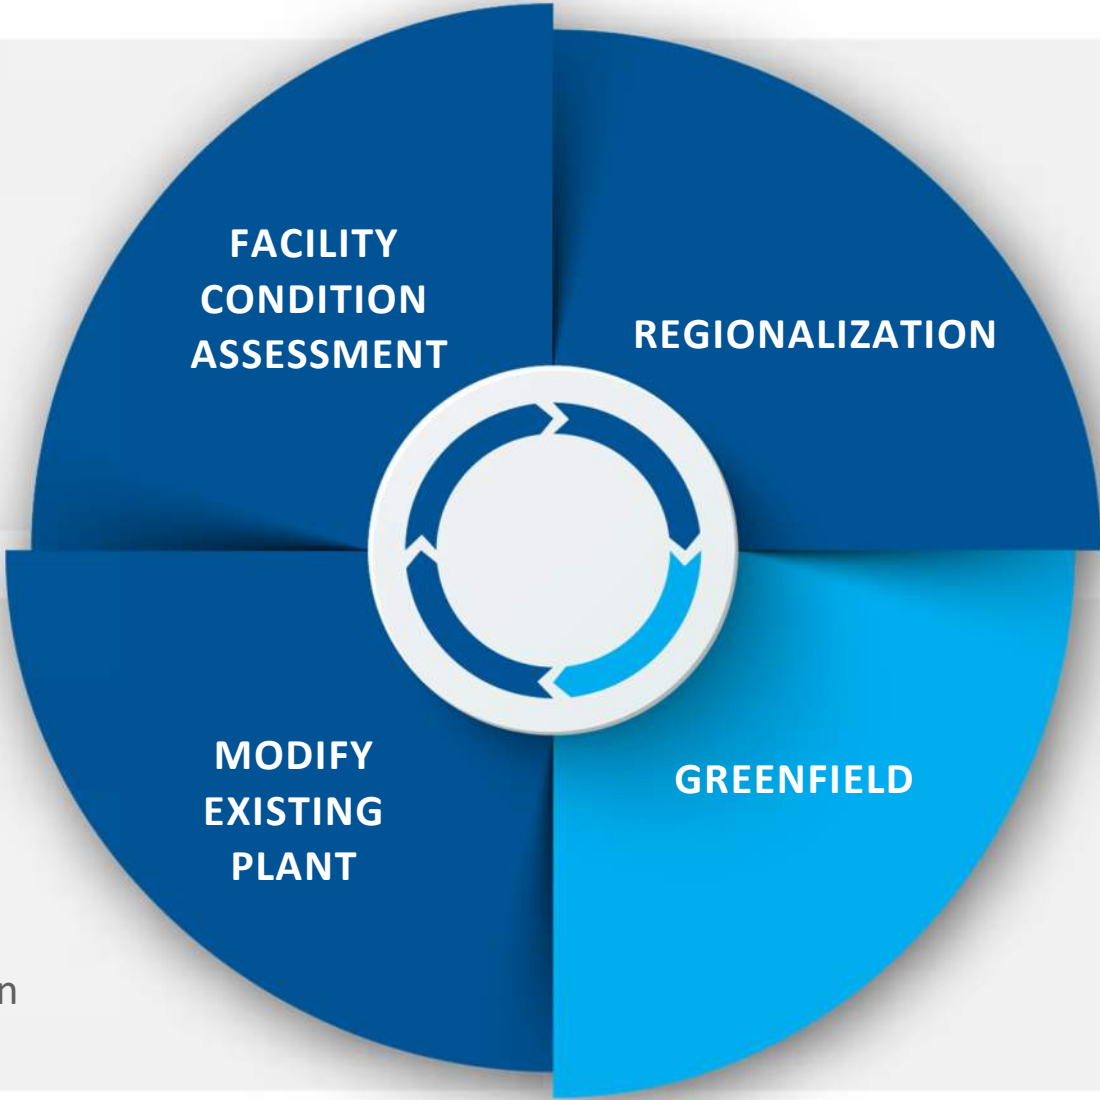 FACILITY
CONDITION
ASSESSMENT
REGIONALIZATION
MODIFY
EXISTING
PLANT
GREENFIELD
n